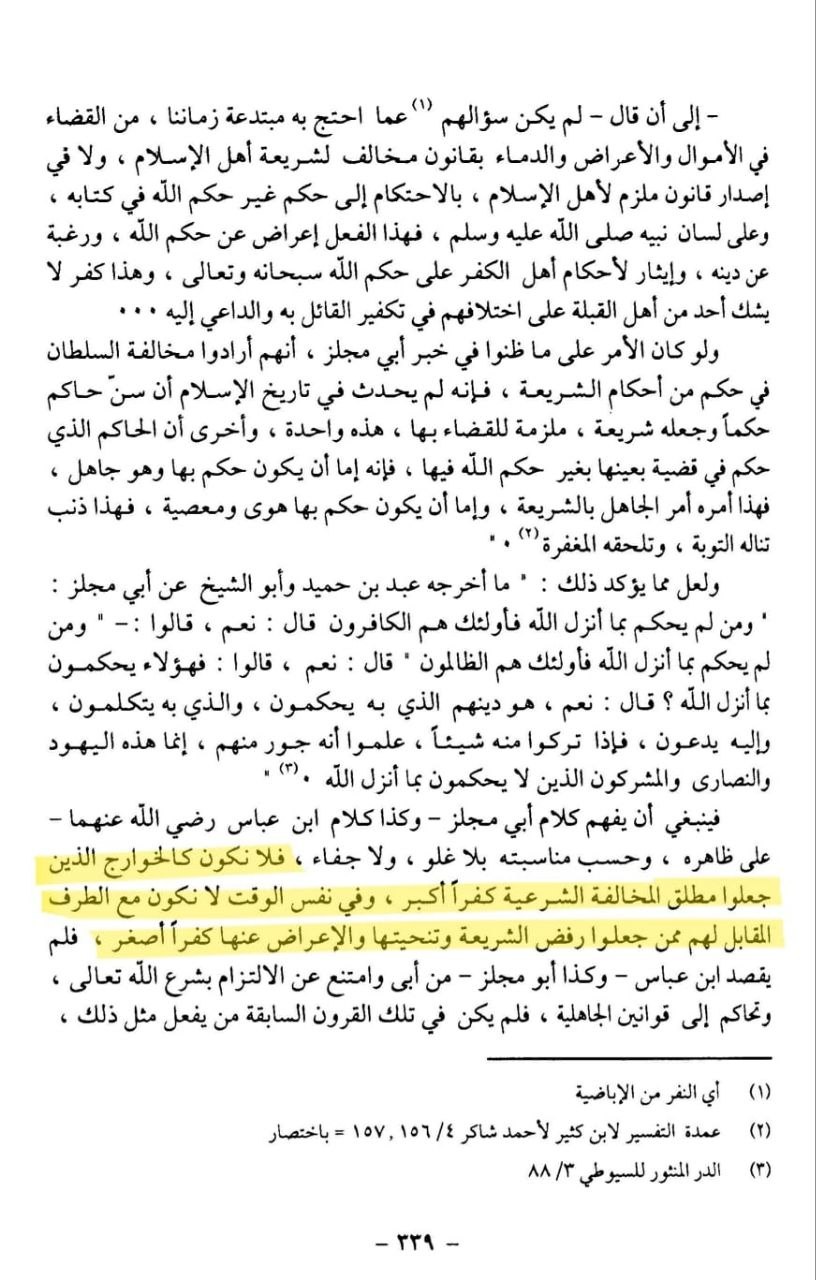 – إلى أن قال – لم يكن سؤالهم (١) عما احتج به مبتدعة زماننا ، من القضاء
في الأموال والأعراض والدماء بقانون مخالف لشريعة أهل الإسلام ، ولا في
إصدار قانون ملزم لأهل الإسلام ، بالاحتكام إلى حكم غير حكم الله في كتابه ،
وعلى لسان نبيه صلى الله عليه وسلم ، فهذا الفعل إعراض عن حكم الله ، ورغبة
عن دينه ، وإيثار لأحكام أهل الكفر على حكم الله سبحانه وتعالى ، وهذا كفر لا
يشك أحد من أهل القبلة على اختلافهم في تكفير القائل به والداعي إليه ٠٠٠
ولو كان الأمر على ما ظنوا في خبر أبي مجلز ، أنهم أرادوا مخالفة السلطان
في حكم من أحكام الشريعة ، فإنه لم يحدث في تاريخ الإسلام أن سنّ حاكم
حكماً وجعله شريعة ، ملزمة للقضاء بها ، هذه واحدة ، وأخرى أن الحاكم الذي
حكم في قضية بعينها بغير حكم الله فيها ، فإنه إما أن يكون حكم بها وهو جاهل ،
فهذا أمره أمر الجاهل بالشريعة ، وإما أن يكون حكم بها هوى ومعصية ، فهذا ذنب
تناله التوبة ، وتلحقه المغفرة (٢) ٠ "
ولعل مما يؤكد ذلك : " ما أخرجه عبد بن حميد وأبو الشيخ عن أبي مجلز :
" ومن لم يحكم بما أنزل الله فأولئك هم الكافرون قال : نعم ، قالوا : – " ومن
لم يحكم بما أنزل الله فأولئك هم الظالمون " قال : نعم ، قالوا : فهؤلاء يحكمون
بما أنزل الله ؟ قال : نعم ، هو دينهم الذي به يحكمون ، والذي به يتكلمون ،
وإليه يدعون ، فإذا تركوا منه شيئاً ، علموا أنه جور منهم ، إنما هذه اليهود
والنصارى والمشركون الذين لا يحكمون بما أنزل الله ٠ (٣) "
فينبغي أن يفهم كلام أبي مجلز – وكذا كلام ابن عباس رضي الله عنهما –
على ظاهره ، وحسب مناسبته بلا غلو ، ولا جفاء ، فلا نكون كالخوارج الذين
جعلوا مطلق المخالفة الشرعية كفراً أكبر ، وفي نفس الوقت لا نكون مع الطرف
المقابل لهم ممن جعلوا رفض الشريعة وتنحيتها والإعراض عنها كفراً أصغر ، فلم
يقصد ابن عباس – وكذا أبو مجلز – من أبى وامتنع عن الالتزام بشرع الله تعالى ،
وتحاكم إلى قوانين الجاهلية ، فلم يكن في تلك القرون السابقة من يفعل مثل ذلك ،
(١) أي النفر من الإباضية
(٢) عمدة التفسير لابن كثير لأحمد شاكر ٤/ ١٥٦ , ١٥٧ = باختصار
(٣) الدر المنثور للسيوطي ٣/ ٨٨
– ٣٣٩ –